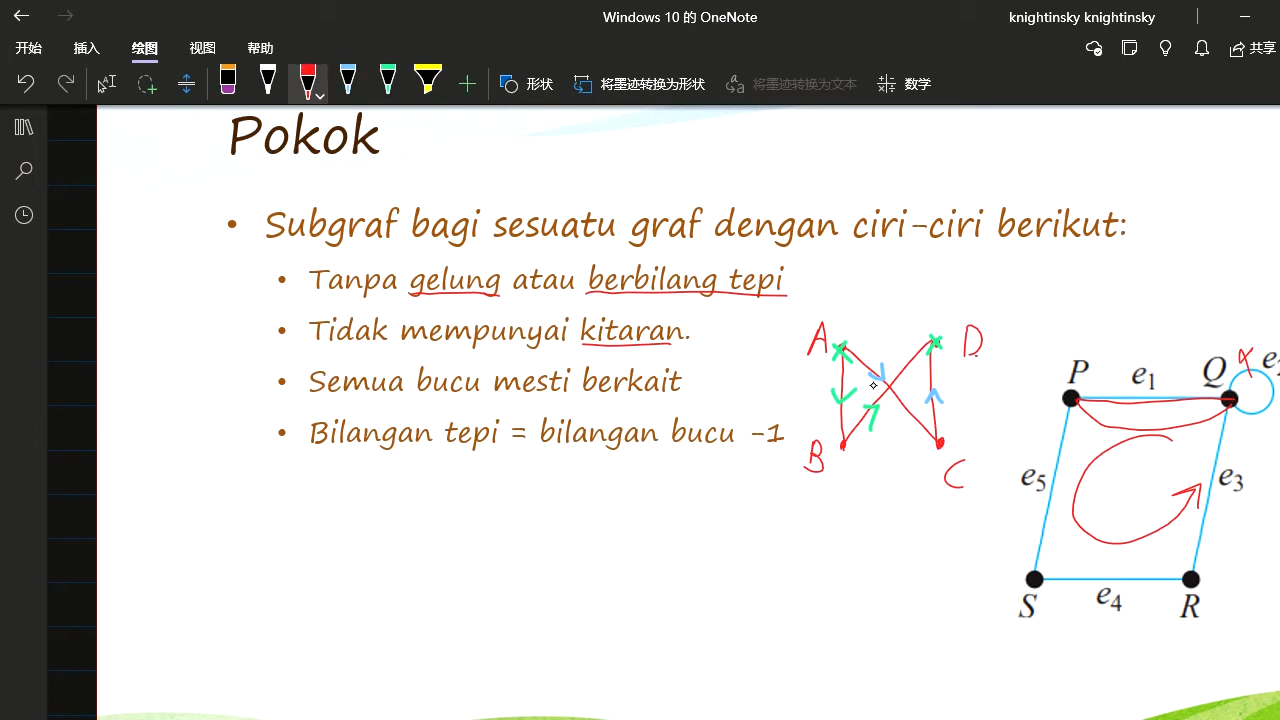 Windows 10 的 OneNote
knightinsky knightinsky
开始 插入 绘图 视图 帮助
共享
形状 将墨迹转换为形状 将墨迹转换为文本 数学
Pokok
• Subgraf bagi sesuatu graf dengan ciri-ciri berikut:
• Tanpa gelung atau berbilang tepi
• Tidak mempunyai kitaran.
• Semua bucu mesti berkait
• Bilangan tepi = bilangan bucu -1
A D
B C
P e₁ Q
e₅ e₃
S e₄ R